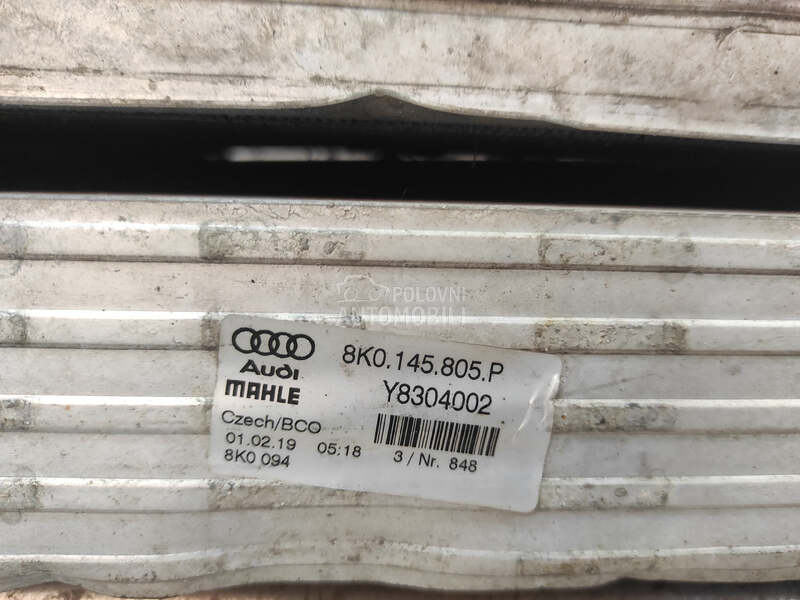 POLOVNI
AUTOMOBILI
Audi
8K0.145.805.P
MAHLE
Y8304002
Czech/BCO
01.02.19 05:18
3 / Nr. 848
8K0 094